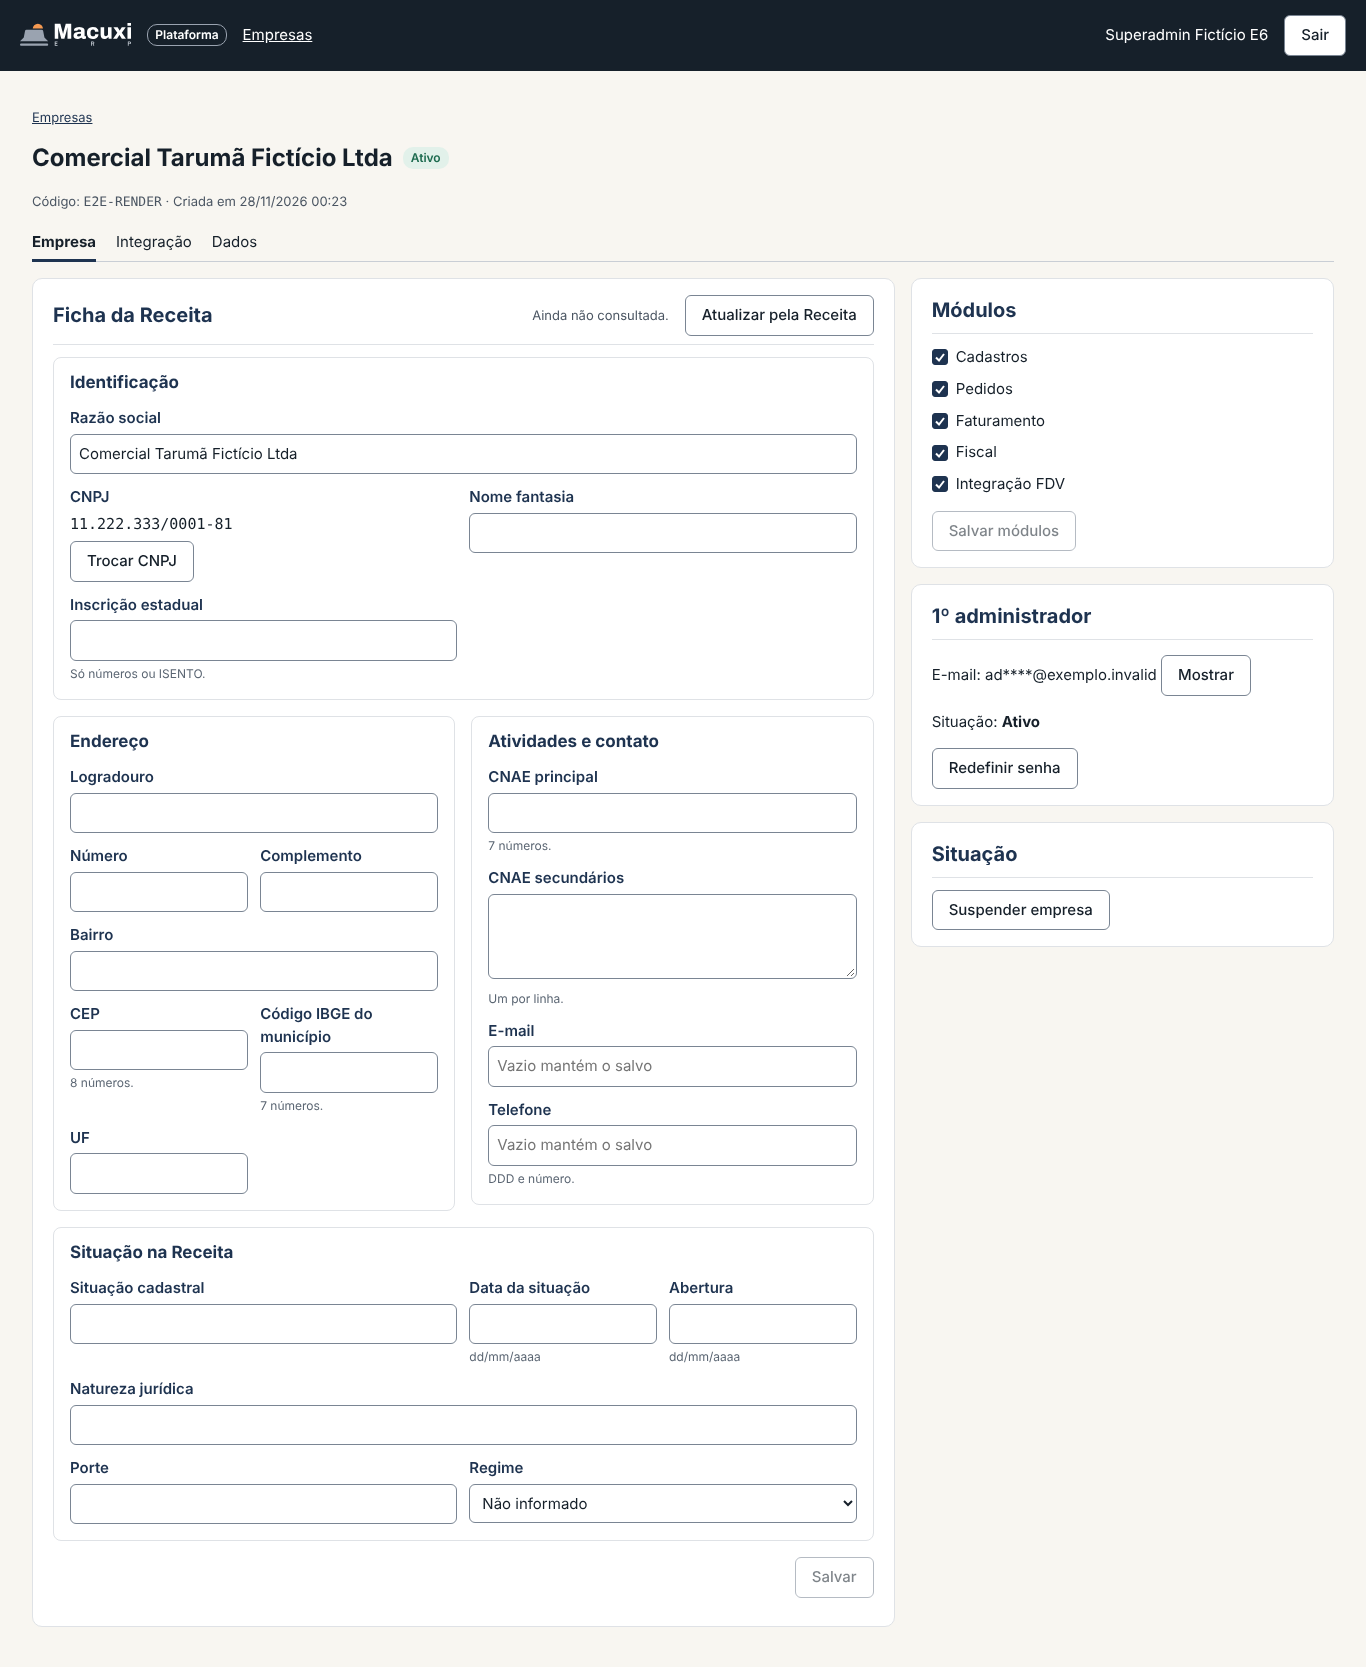 Macuxi
E R P
Plataforma
Empresas
Superadmin Fictício E6
Sair
Empresas
Comercial Tarumã Fictício Ltda
Ativo
Código: E2E-RENDER · Criada em 28/11/2026 00:23
Empresa
Integração
Dados
Ficha da Receita
Ainda não consultada.
Atualizar pela Receita
Identificação
Razão social
Comercial Tarumã Fictício Ltda
CNPJ
11.222.333/0001-81
Trocar CNPJ
Nome fantasia
Inscrição estadual
Só números ou ISENTO.
Endereço
Logradouro
Número
Complemento
Bairro
CEP
8 números.
Código IBGE do
município
7 números.
UF
Atividades e contato
CNAE principal
7 números.
CNAE secundários
Um por linha.
E-mail
Vazio mantém o salvo
Telefone
Vazio mantém o salvo
DDD e número.
Situação na Receita
Situação cadastral
Data da situação
dd/mm/aaaa
Abertura
dd/mm/aaaa
Natureza jurídica
Porte
Regime
Não informado
Salvar
Módulos
Cadastros
Pedidos
Faturamento
Fiscal
Integração FDV
Salvar módulos
1º administrador
E-mail: ad****@exemplo.invalid
Mostrar
Situação: Ativo
Redefinir senha
Situação
Suspender empresa